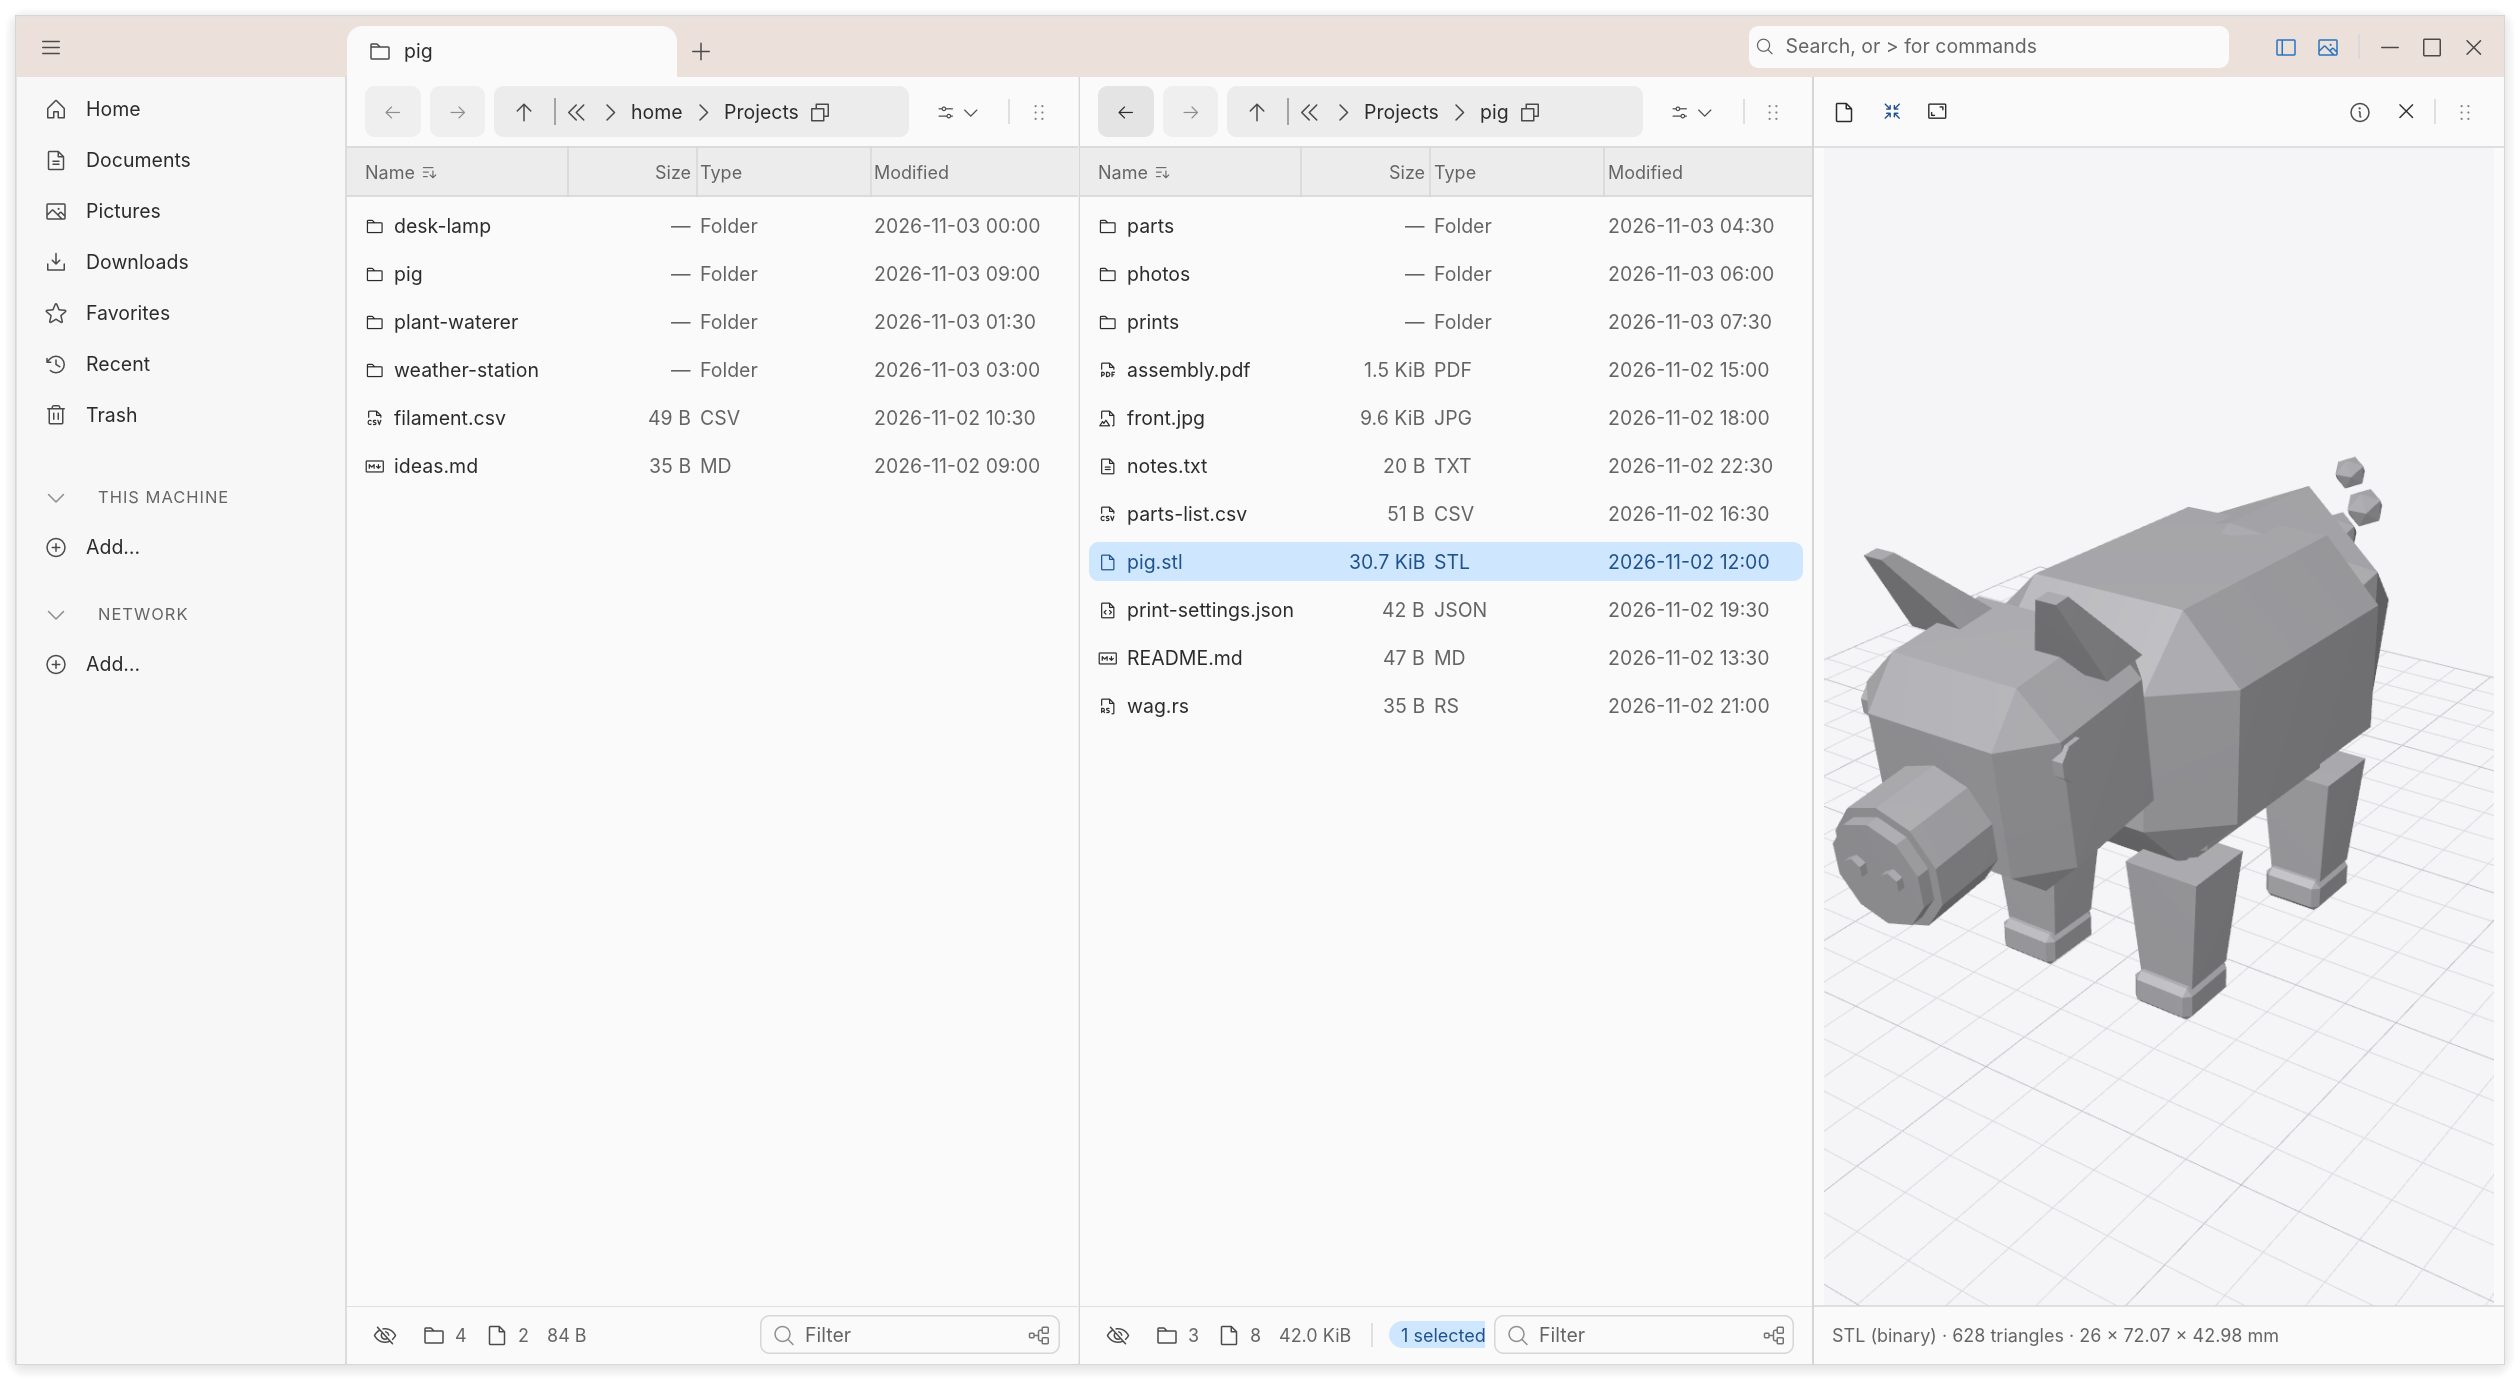 pig
Search, or > for commands
Home
Documents
Pictures
Downloads
Favorites
Recent
Trash
THIS MACHINE
Add...
NETWORK
Add...
home Projects
Name Size Type Modified
desk-lamp — Folder 2026-11-03 00:00
pig — Folder 2026-11-03 09:00
plant-waterer — Folder 2026-11-03 01:30
weather-station — Folder 2026-11-03 03:00
filament.csv 49 B CSV 2026-11-02 10:30
ideas.md 35 B MD 2026-11-02 09:00
4 2 84 B Filter
Projects pig
Name Size Type Modified
parts — Folder 2026-11-03 04:30
photos — Folder 2026-11-03 06:00
prints — Folder 2026-11-03 07:30
assembly.pdf 1.5 KiB PDF 2026-11-02 15:00
front.jpg 9.6 KiB JPG 2026-11-02 18:00
notes.txt 20 B TXT 2026-11-02 22:30
parts-list.csv 51 B CSV 2026-11-02 16:30
pig.stl 30.7 KiB STL 2026-11-02 12:00
print-settings.json 42 B JSON 2026-11-02 19:30
README.md 47 B MD 2026-11-02 13:30
wag.rs 35 B RS 2026-11-02 21:00
3 8 42.0 KiB 1 selected Filter
STL (binary) · 628 triangles · 26 × 72.07 × 42.98 mm